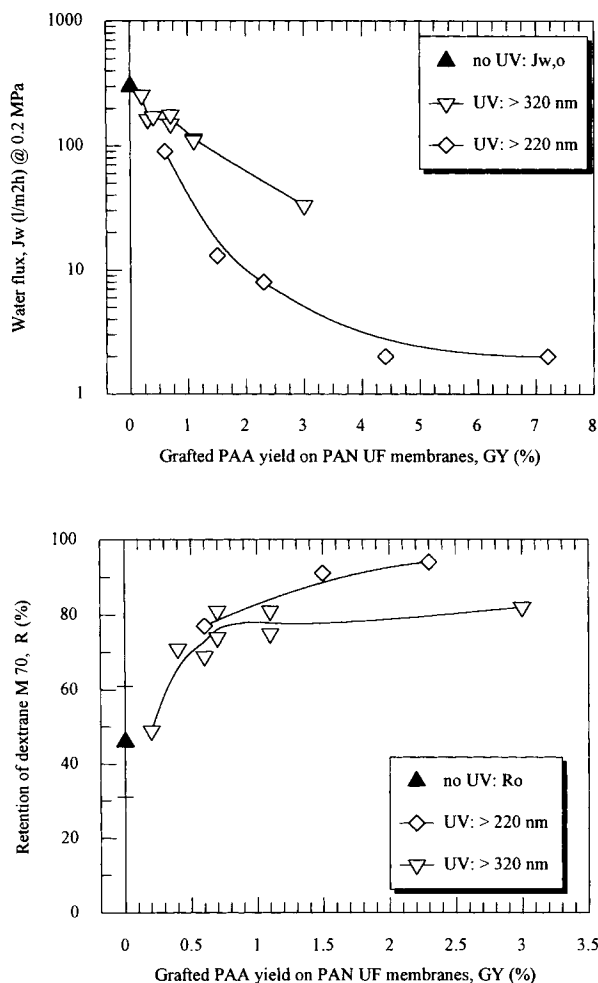 1000
100
10
1
Water flux, Jw (l/m2h) @ 0.2 MPa
no UV: Jw,o
UV: > 320 nm
UV: > 220 nm
0 1 2 3 4 5 6 7 8
Grafted PAA yield on PAN UF membranes, GY (%)
100
80
60
40
20
0
Retention of dextrane M 70, R (%)
no UV: Ro
UV: > 220 nm
UV: > 320 nm
0 0.5 1 1.5 2 2.5 3 3.5
Grafted PAA yield on PAN UF membranes, GY (%)